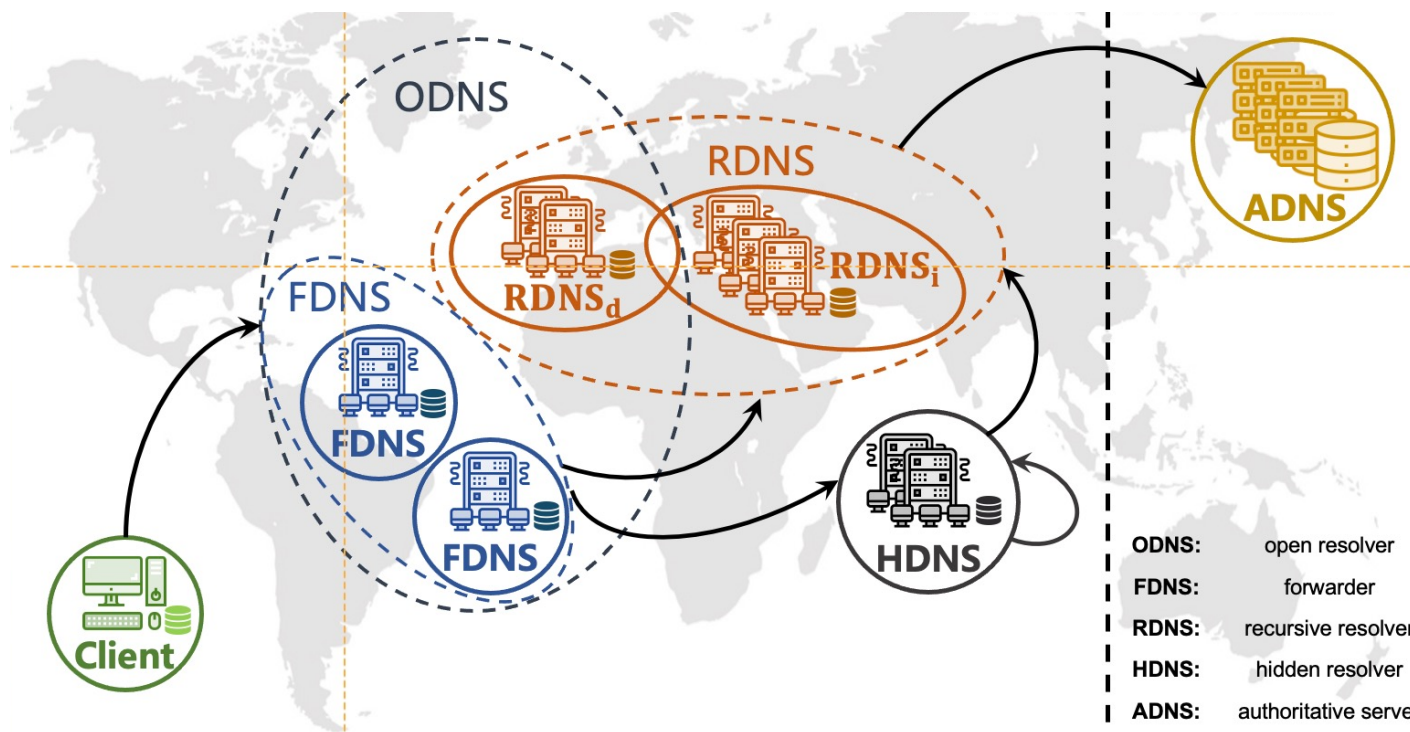 ODNS
RDNS
ADNS
RDNSd
RDNSi
FDNS
FDNS
FDNS
HDNS
Client
ODNS: open resolver
FDNS: forwarder
RDNS: recursive resolver
HDNS: hidden resolver
ADNS: authoritative serve